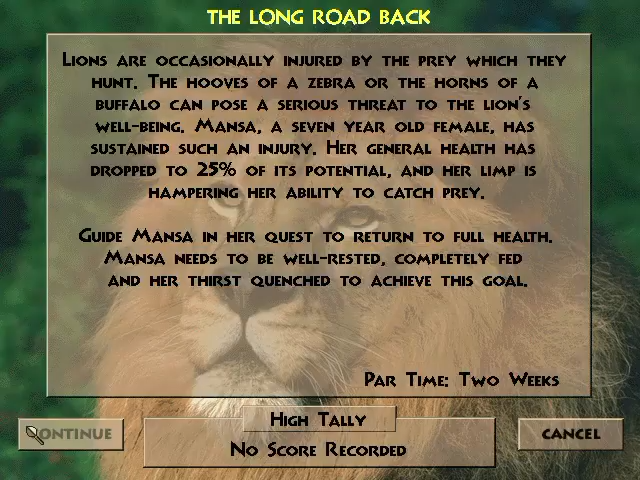 THE LONG ROAD BACK
LIONS ARE OCCASIONALLY INJURED BY THE PREY WHICH THEY
HUNT. THE HOOVES OF A ZEBRA OR THE HORNS OF A
BUFFALO CAN POSE A SERIOUS THREAT TO THE LION'S
WELL-BEING. MANSA, A SEVEN YEAR OLD FEMALE, HAS
SUSTAINED SUCH AN INJURY. HER GENERAL HEALTH HAS
DROPPED TO 25% OF ITS POTENTIAL, AND HER LIMP IS
HAMPERING HER ABILITY TO CATCH PREY.
GUIDE MANSA IN HER QUEST TO RETURN TO FULL HEALTH.
MANSA NEEDS TO BE WELL-RESTED, COMPLETELY FED
AND HER THIRST QUENCHED TO ACHIEVE THIS GOAL.
PAR TIME: TWO WEEKS
HIGH TALLY
CONTINUE
NO SCORE RECORDED
CANCEL